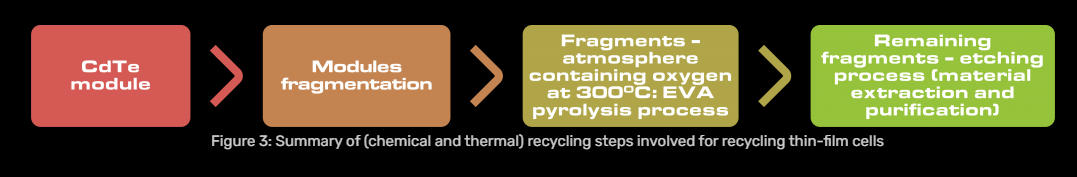 CdTe
module
Modules
fragmentation
Fragments -
atmosphere
containing oxygen
at 300ºC: EVA
pyrolysis process
Remaining
fragments - etching
process (material
extraction and
purification)
Figure 3: Summary of (chemical and thermal) recycling steps involved for recycling thin-film cells